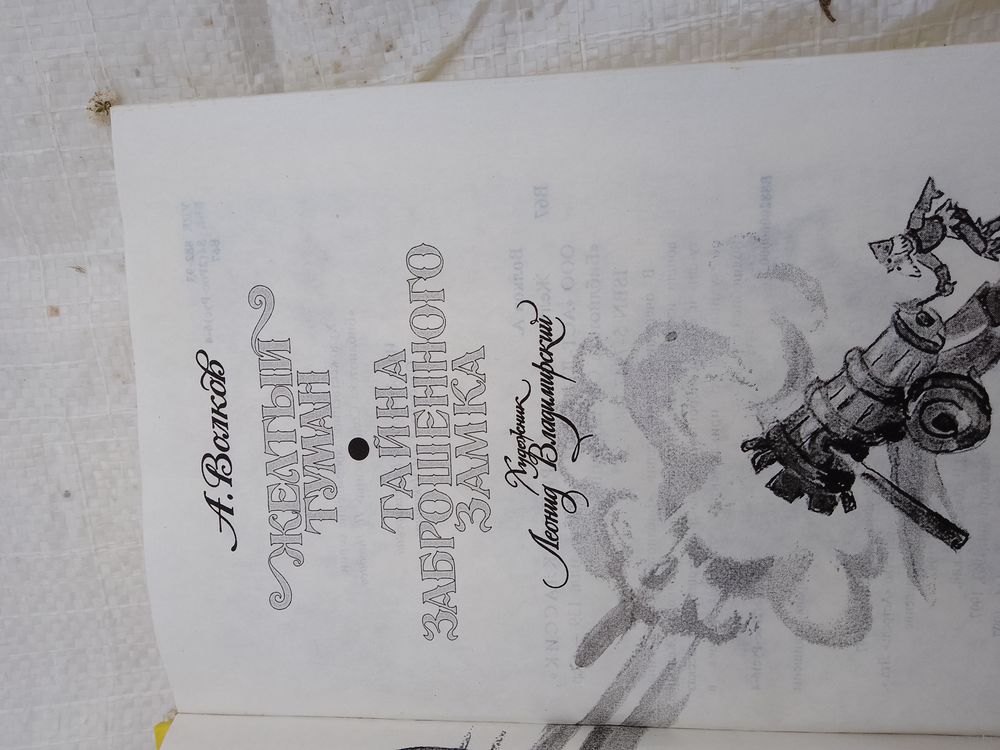 А. Волков
ЖЕЛТЫЙ
ТУМАН
ТАЙНА
ЗАБРОШЕННОГО
ЗАМКА
Художник
Леонид Владимирский